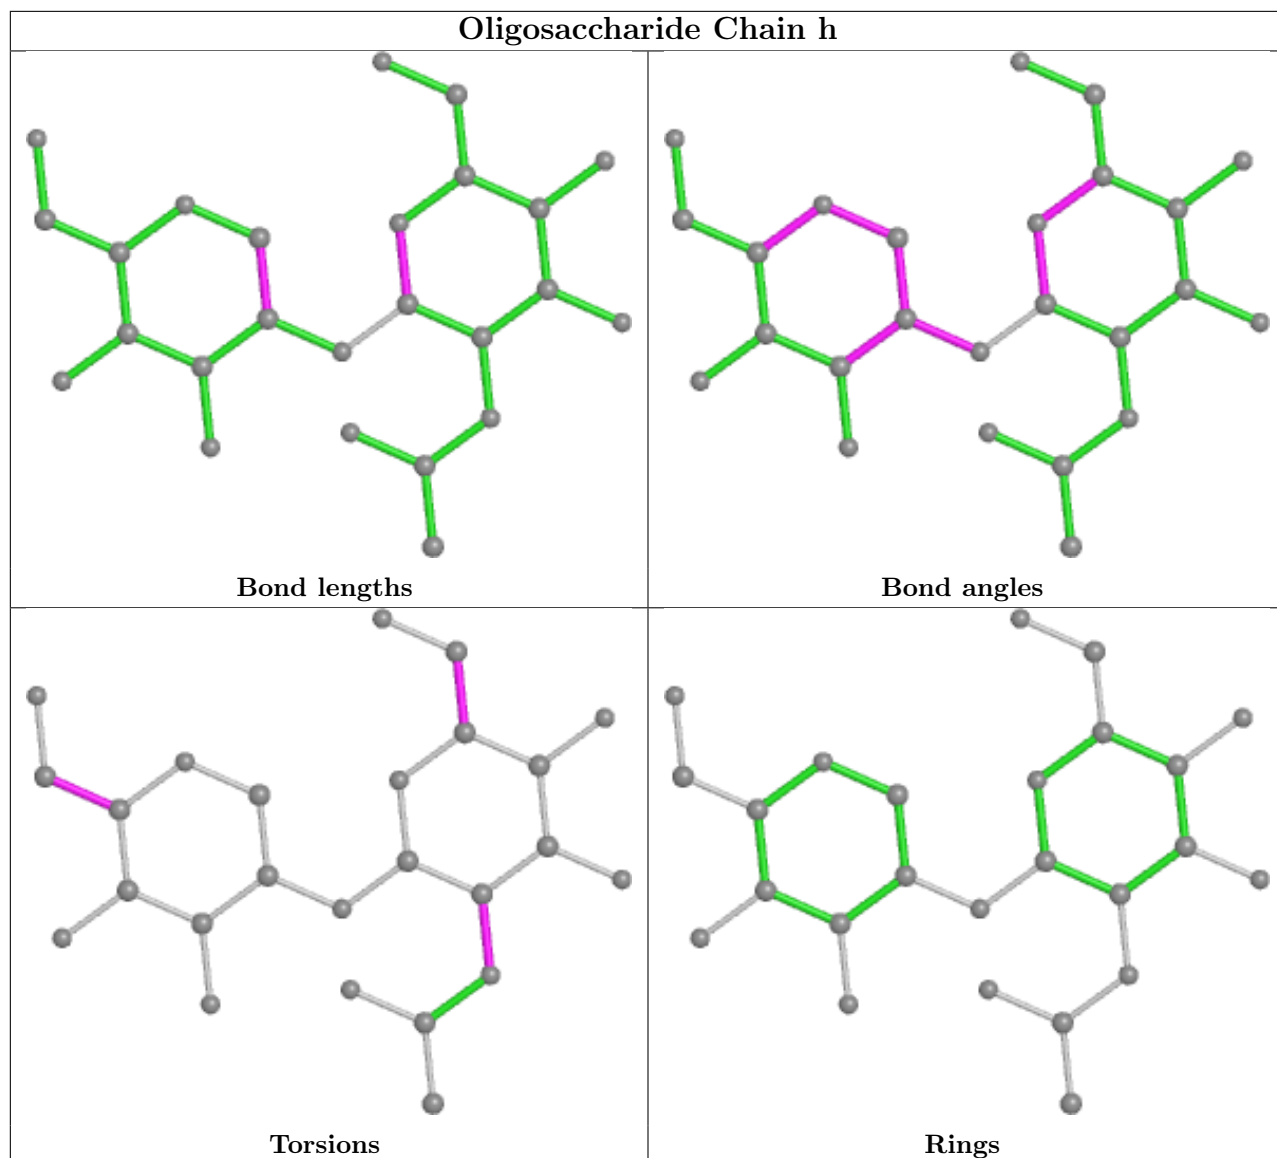 Oligosaccharide Chain h
Bond lengths
Bond angles
Torsions
Rings